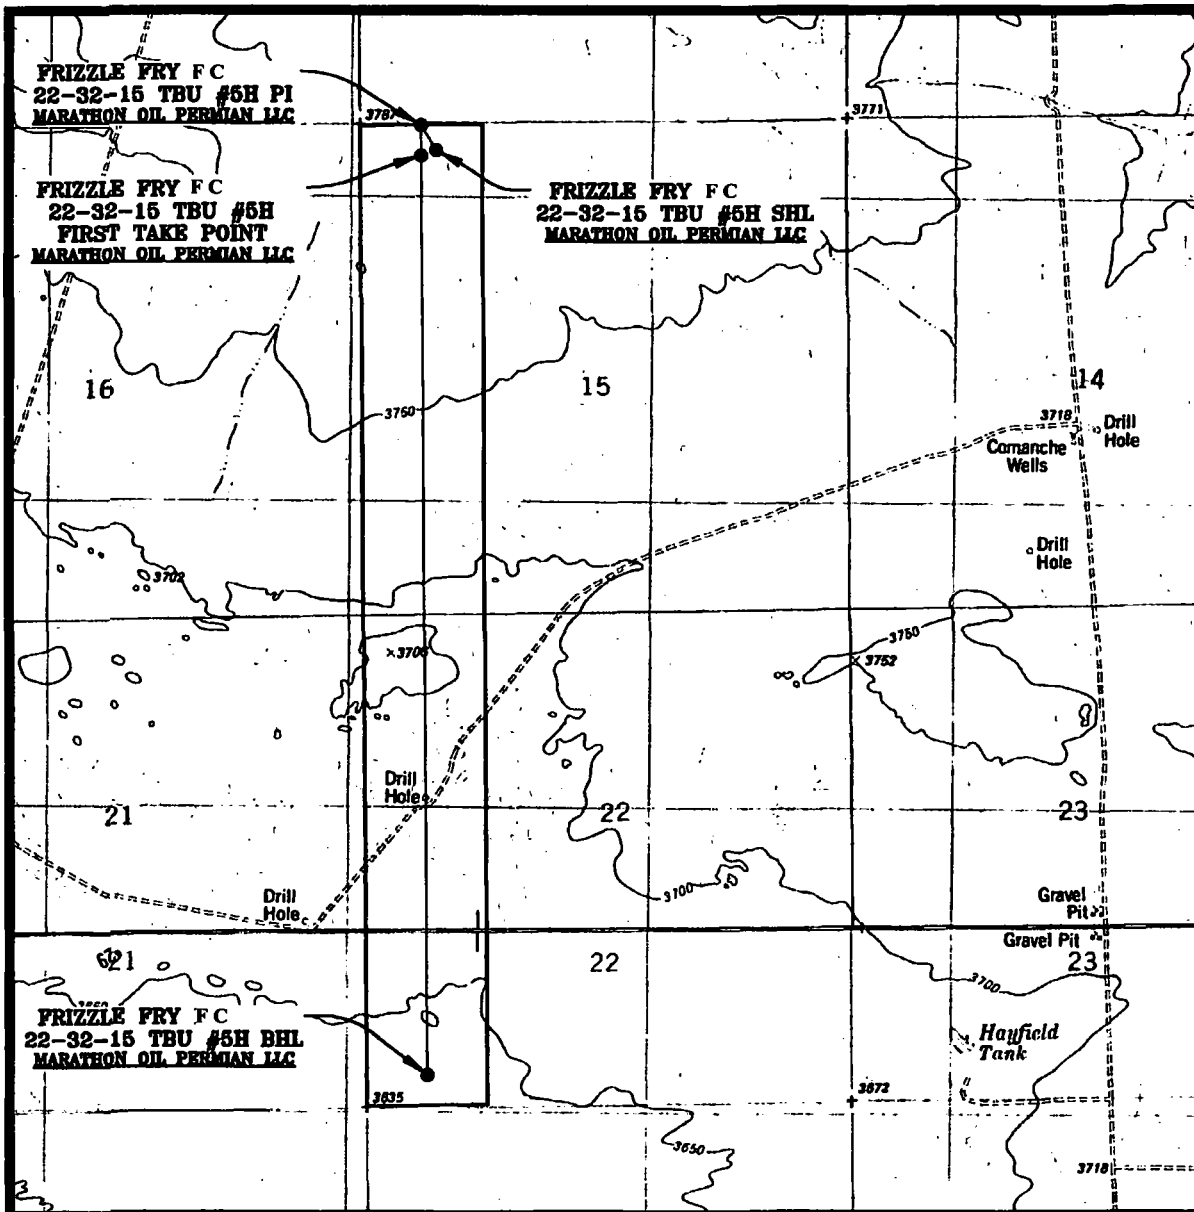 FRIZZLE FRY FC
22-32-15 TBU #5H PI
MARATHON OIL PERMIAN LLC
3787
3771
FRIZZLE FRY FC
22-32-15 TBU #5H
FIRST TAKE POINT
MARATHON OIL PERMIAN LLC
FRIZZLE FRY FC
22-32-15 TBU #5H SHL
MARATHON OIL PERMIAN LLC
16
15
14
3750
3718
Drill
Hole
Comanche
Wells
Drill
Hole
3702
3750
3706
3752
Drill
Hole
21
22
23
3700
Drill
Hole
Gravel
Pit
Gravel Pit
21
22
23
3700
FRIZZLE FRY FC
22-32-15 TBU #5H BHL
MARATHON OIL PERMIAN LLC
Hayfield
Tank
3635
3672
3650
3718